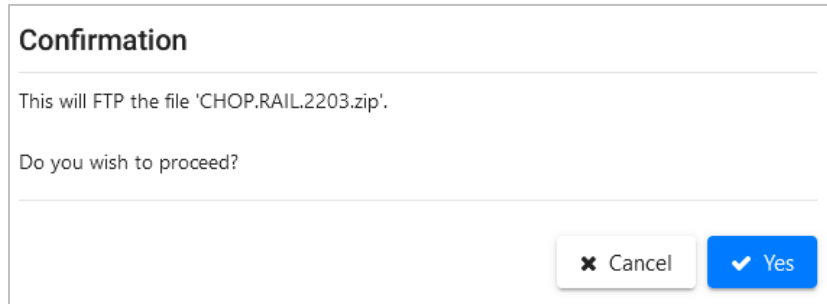 Confirmation
This will FTP the file 'CHOP.RAIL.2203.zip'.
Do you wish to proceed?
Cancel
Yes